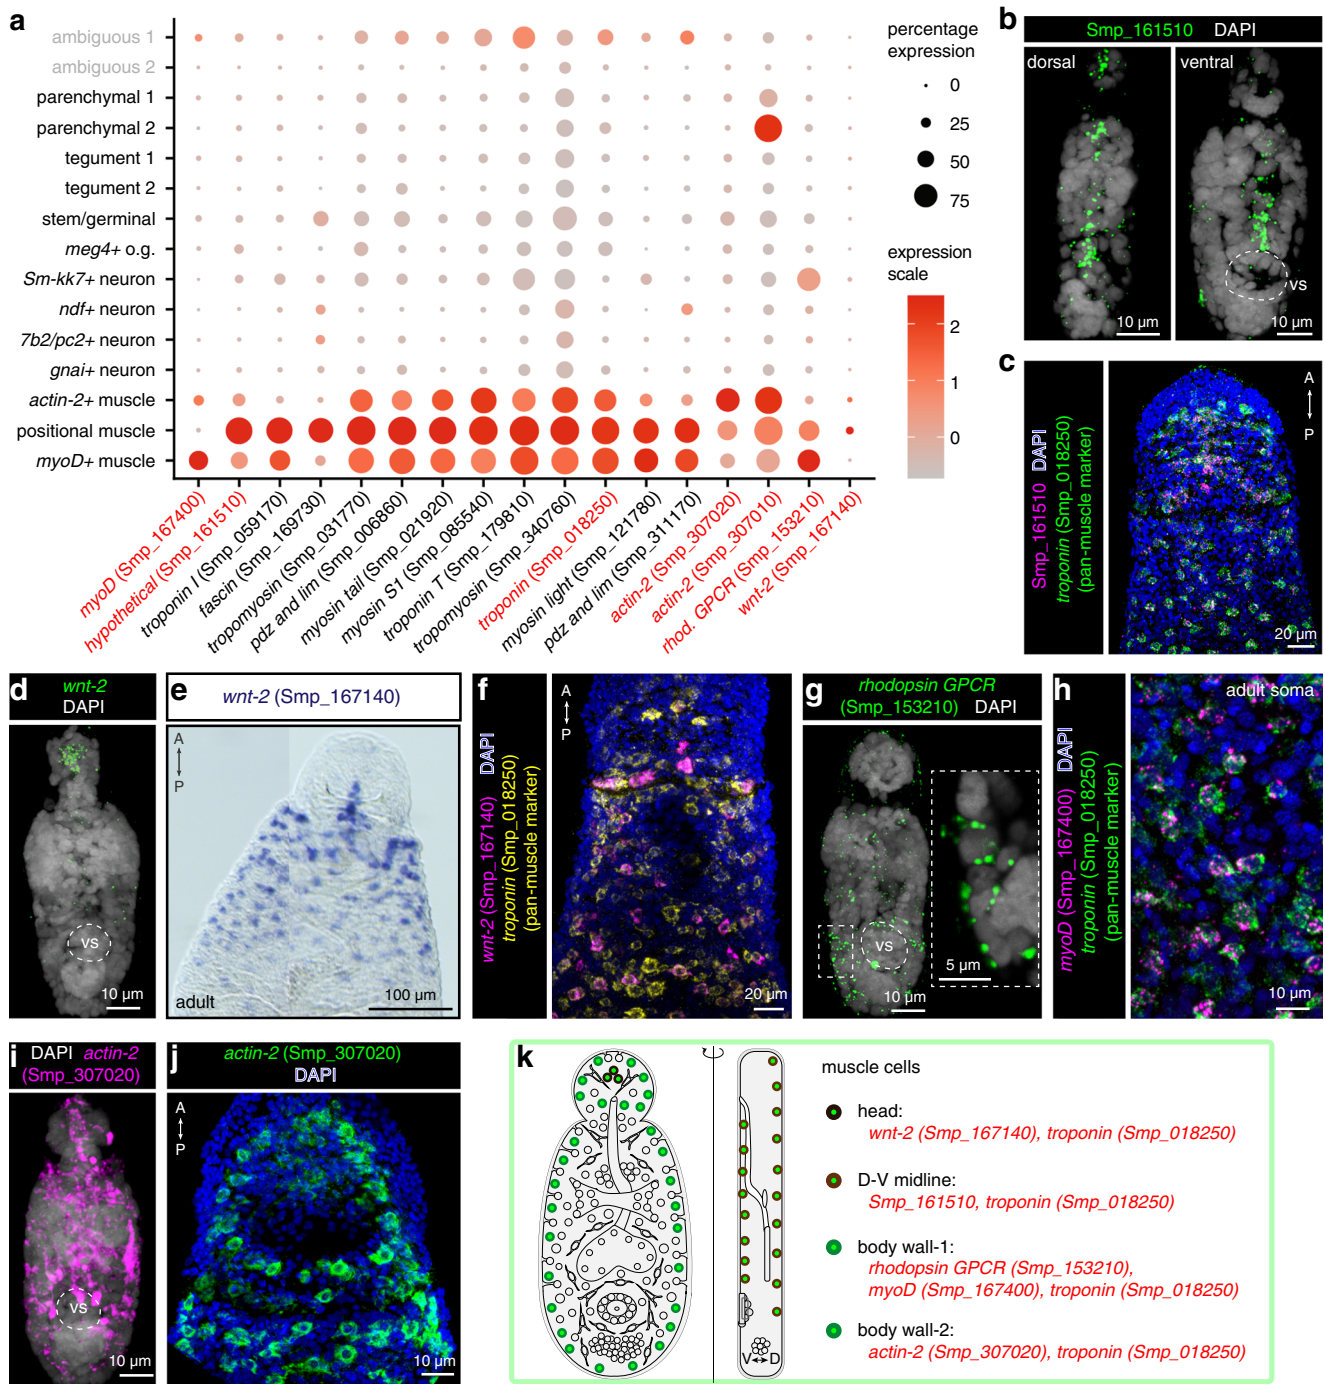 a
ambiguous 1
ambiguous 2
parenchymal 1
parenchymal 2
tegument 1
tegument 2
stem/germinal
meg4+ o.g.
Sm-kk7+ neuron
ndf+ neuron
7b2/pc2+ neuron
gnai+ neuron
actin-2+ muscle
positional muscle
myoD+ muscle
myoD (Smp_167400)
hypothetical (Smp_161510)
troponin I (Smp_059170)
fascin (Smp_169730)
tropomyosin (Smp_031770)
pdz and lim (Smp_006860)
myosin tail (Smp_021920)
myosin S1 (Smp_085540)
troponin T (Smp_179810)
tropomyosin (Smp_340760)
troponin (Smp_018250)
myosin light (Smp_121780)
pdz and lim (Smp_311170)
actin-2 (Smp_307020)
actin-2 (Smp_307010)
rhod. GPCR (Smp_153210)
wnt-2 (Smp_167140)
percentage
expression
0
25
50
75
expression
scale
2
1
0
b
Smp_161510 DAPI
dorsal
ventral
vs
10 µm
10 µm
c
Smp_161510 DAPI
troponin (Smp_018250)
(pan-muscle marker)
A
P
20 µm
d
wnt-2
DAPI
vs
10 µm
e
wnt-2 (Smp_167140)
A
P
adult
100 µm
f
wnt-2 (Smp_167140) DAPI
troponin (Smp_018250)
(pan-muscle marker)
A
P
20 µm
g
rhodopsin GPCR
(Smp_153210) DAPI
vs
10 µm
5 µm
h
myoD (Smp_167400) DAPI
troponin (Smp_018250)
(pan-muscle marker)
adult soma
10 µm
i
DAPI actin-2
(Smp_307020)
vs
10 µm
j
actin-2 (Smp_307020)
DAPI
A
P
10 µm
k
V D
muscle cells
head:
wnt-2 (Smp_167140), troponin (Smp_018250)
D-V midline:
Smp_161510, troponin (Smp_018250)
body wall-1:
rhodopsin GPCR (Smp_153210),
myoD (Smp_167400), troponin (Smp_018250)
body wall-2:
actin-2 (Smp_307020), troponin (Smp_018250)